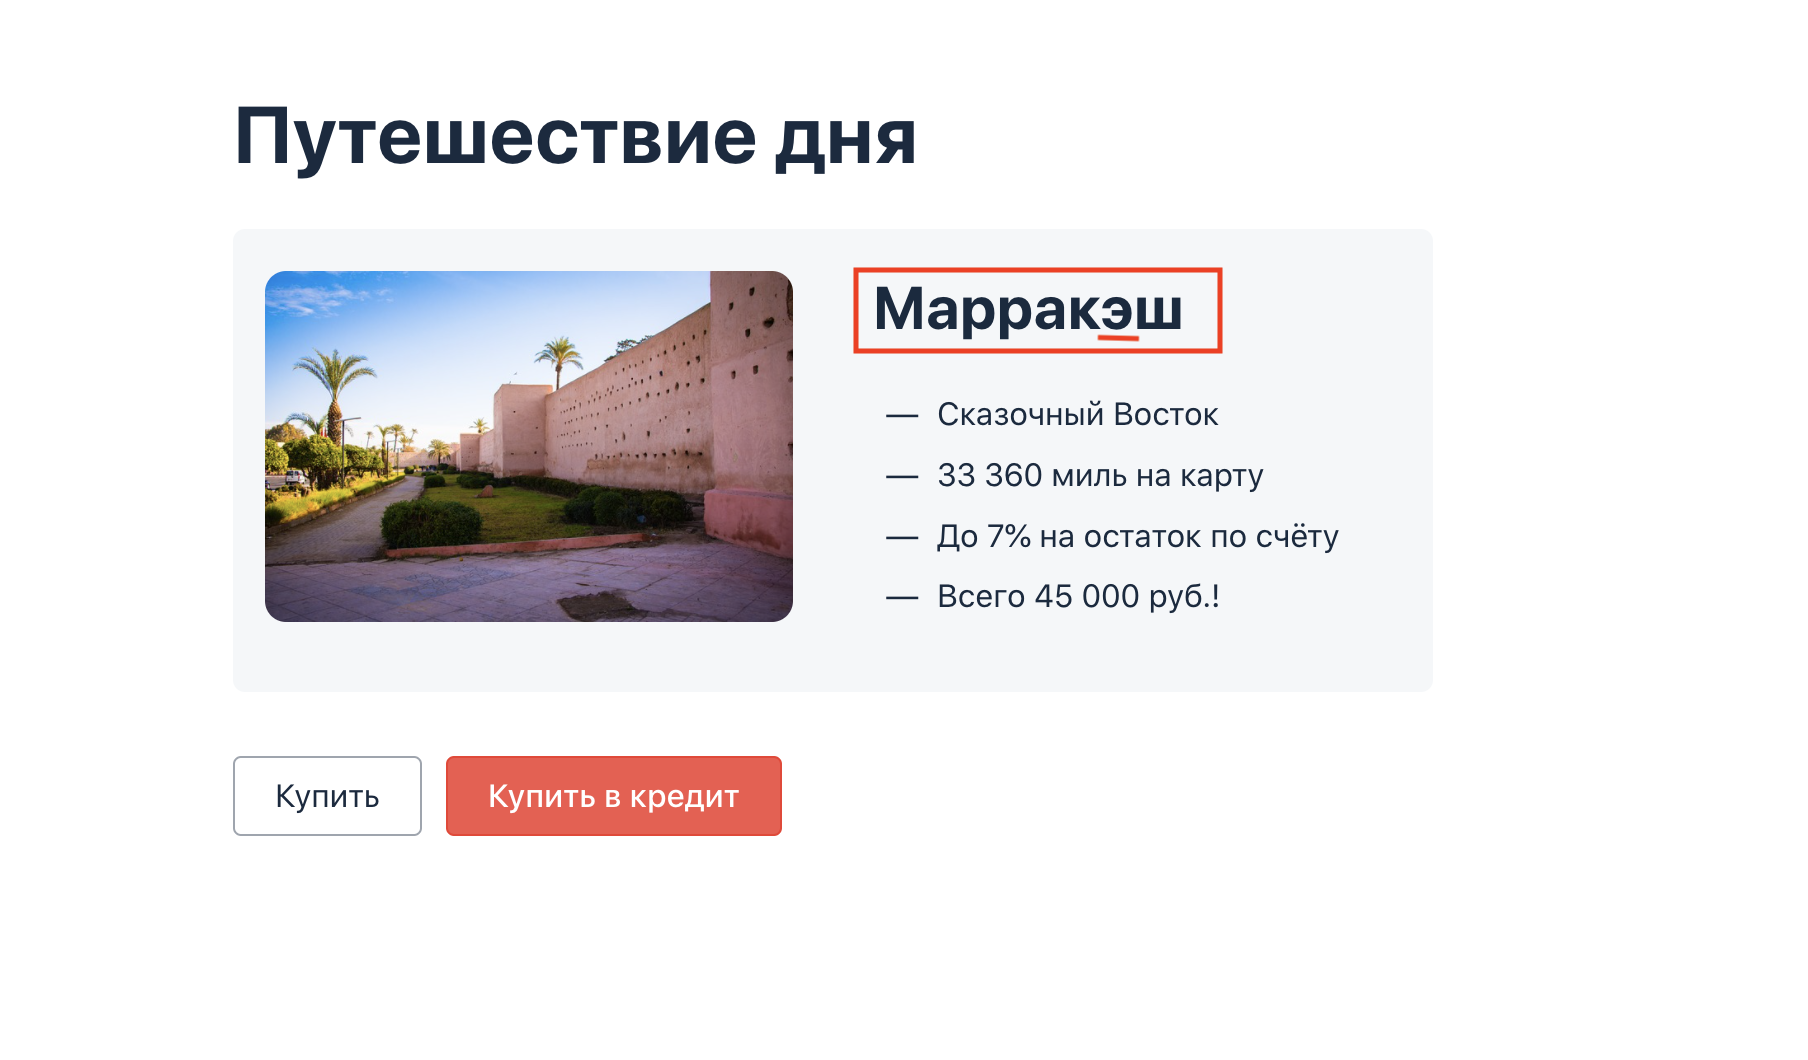 Путешествие дня
Марракэш
— Сказочный Восток
— 33 360 миль на карту
— До 7% на остаток по счёту
— Всего 45 000 руб.!
Купить
Купить в кредит